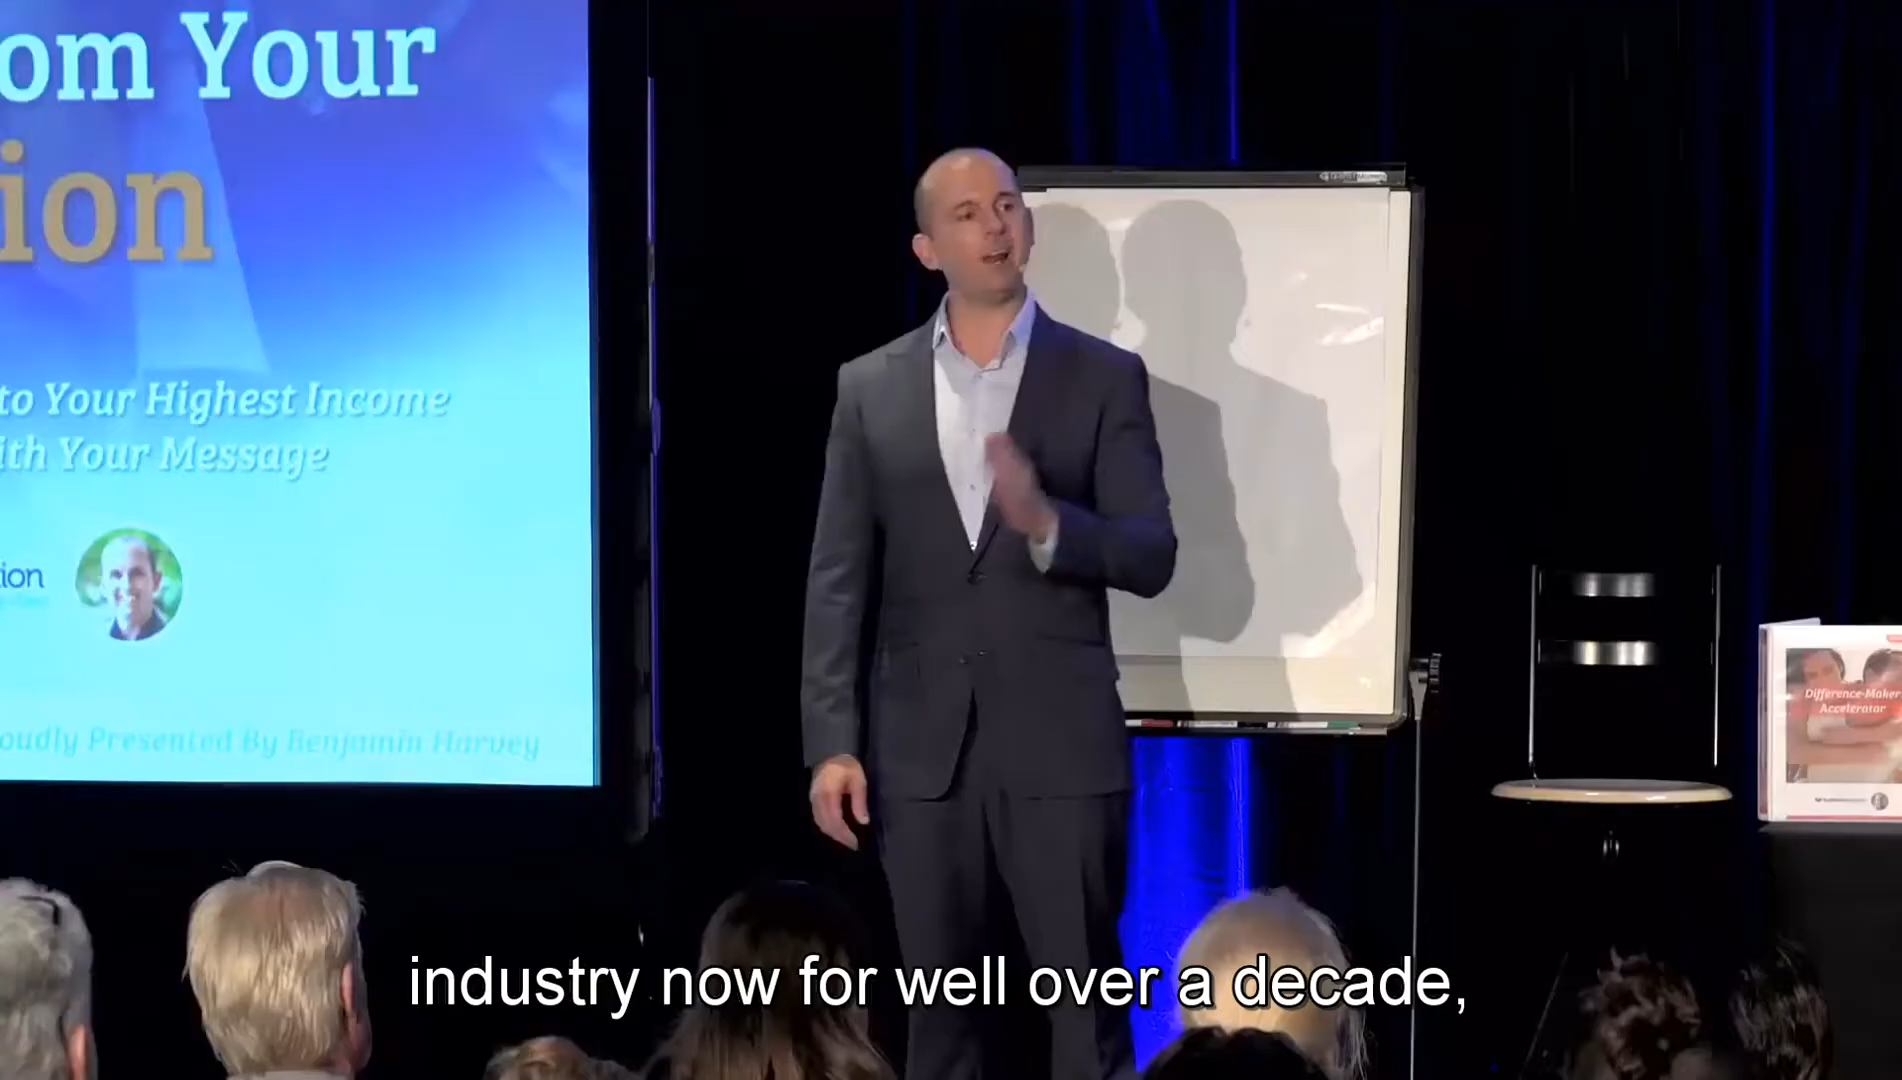 om Your
ion
to Your Highest Income
ith Your Message
ion
oudly Presented By Benjamin Harvey
Difference-Maker
Accelerator
industry now for well over a decade,